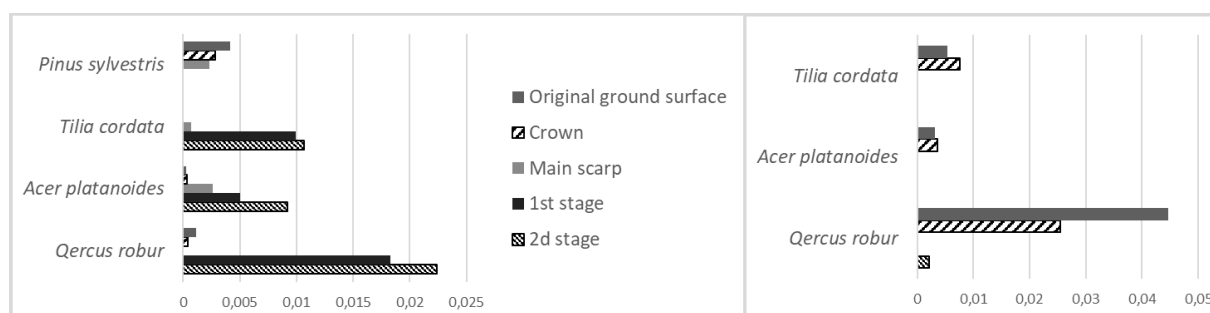 Pinus sylvestris
Tilia cordata
Acer platanoides
Qercus robur
0 0,005 0,01 0,015 0,02 0,025
Original ground surface
Crown
Main scarp
1st stage
2d stage
Tilia cordata
Acer platanoides
Qercus robur
0 0,01 0,02 0,03 0,04 0,05